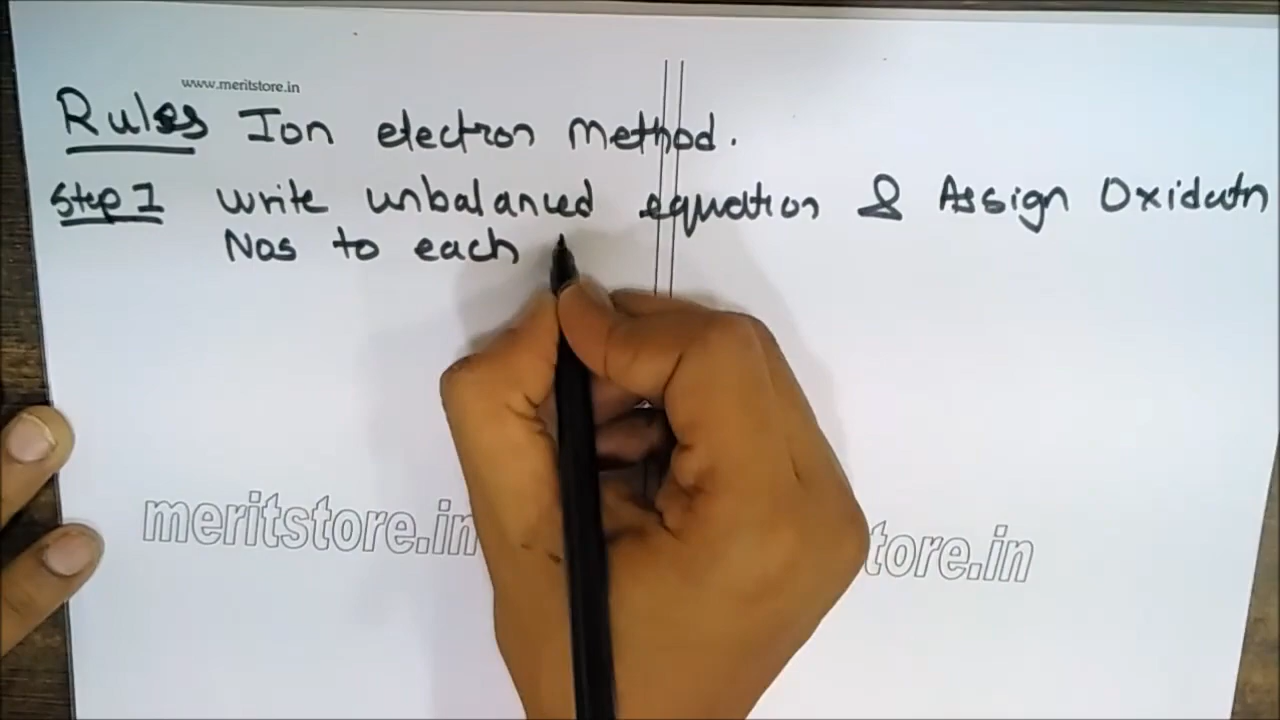 www.meritstore.in
Rules Ion electron Method.
Step 1 Write unbalanced equation & Assign Oxidatn
Nos to each
meritstore.in
tore.in